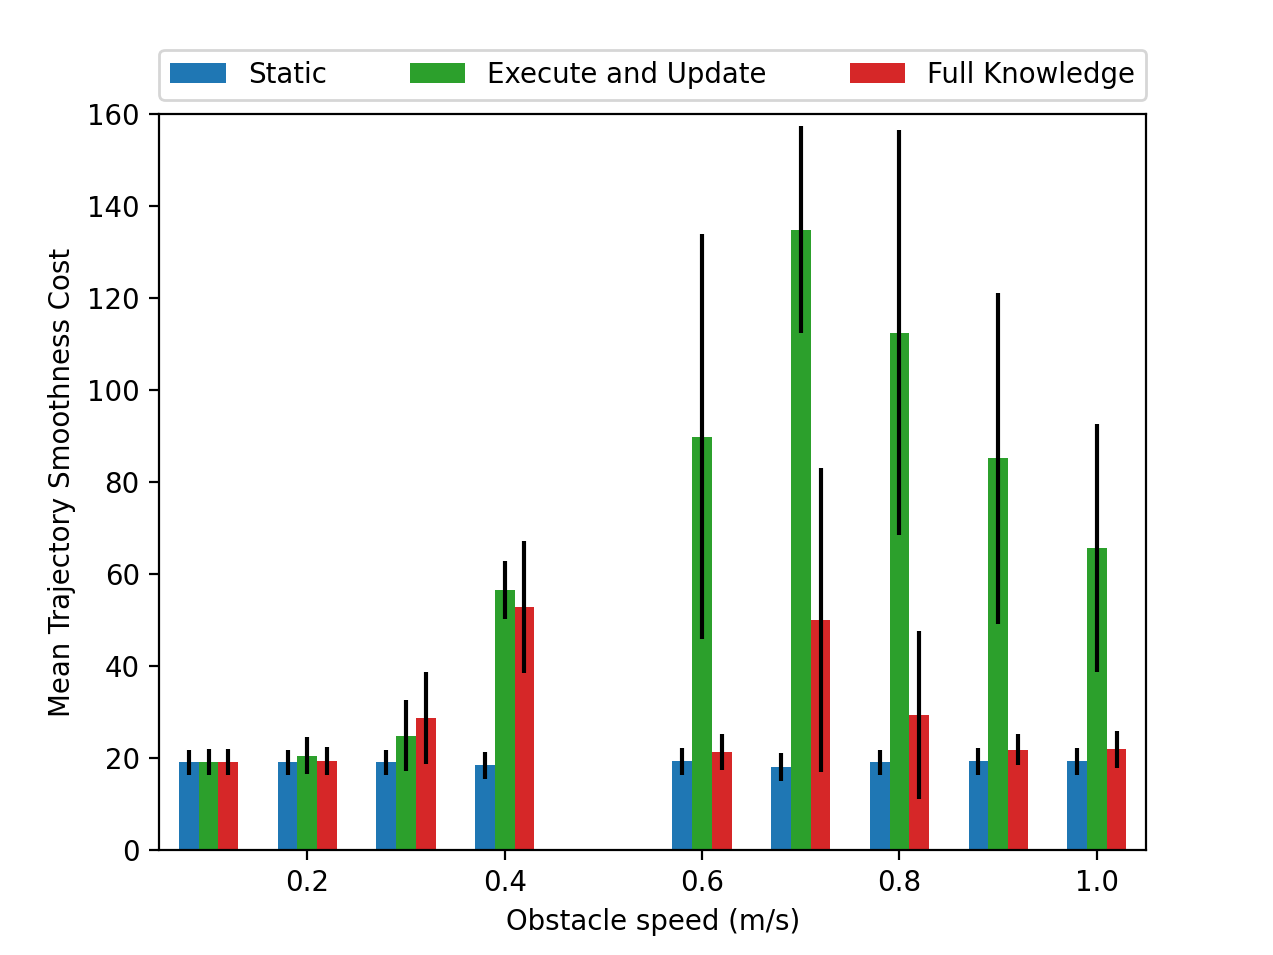 Static Execute and Update Full Knowledge
160
140
120
100
80
60
40
20
0
Mean Trajectory Smoothness Cost
0.2 0.4 0.6 0.8 1.0
Obstacle speed (m/s)